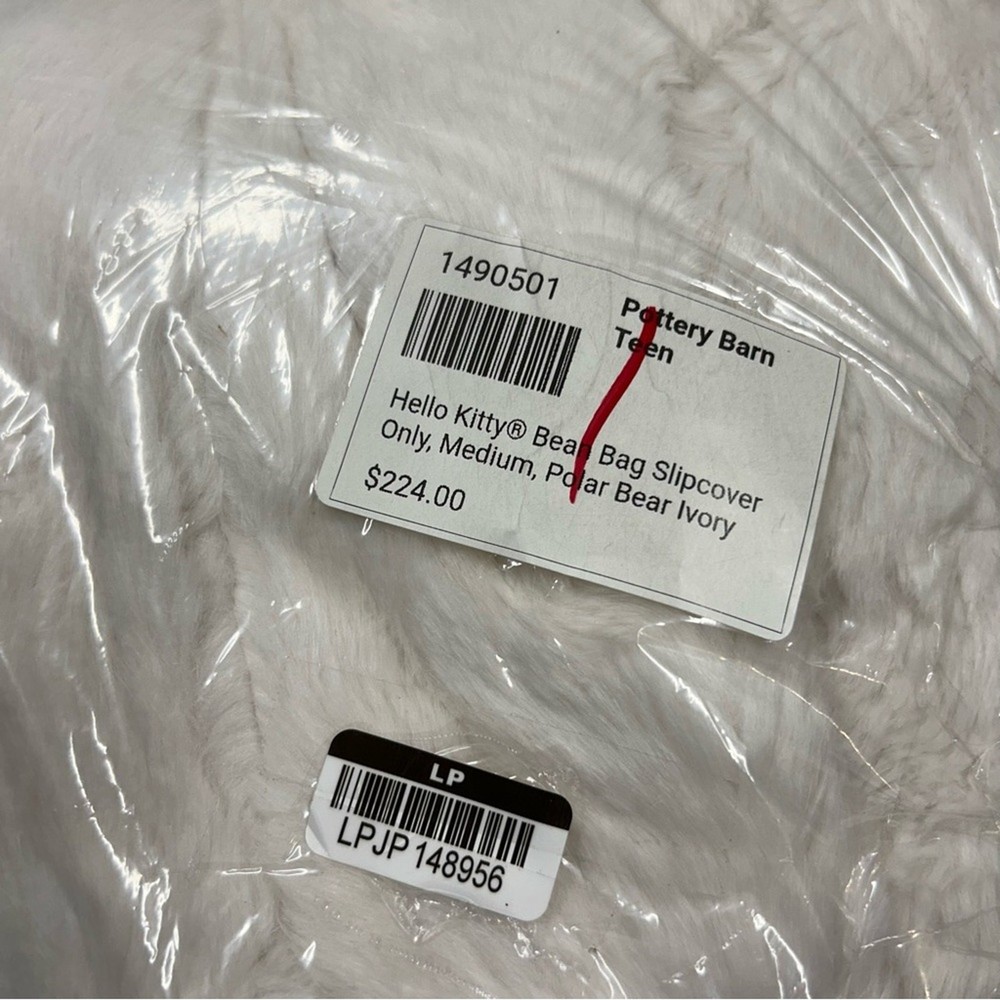 1490501
Pottery Barn
Teen
Hello Kitty® Bean Bag Slipcover
Only, Medium, Polar Bear Ivory
$224.00
LP
LPJP 148956